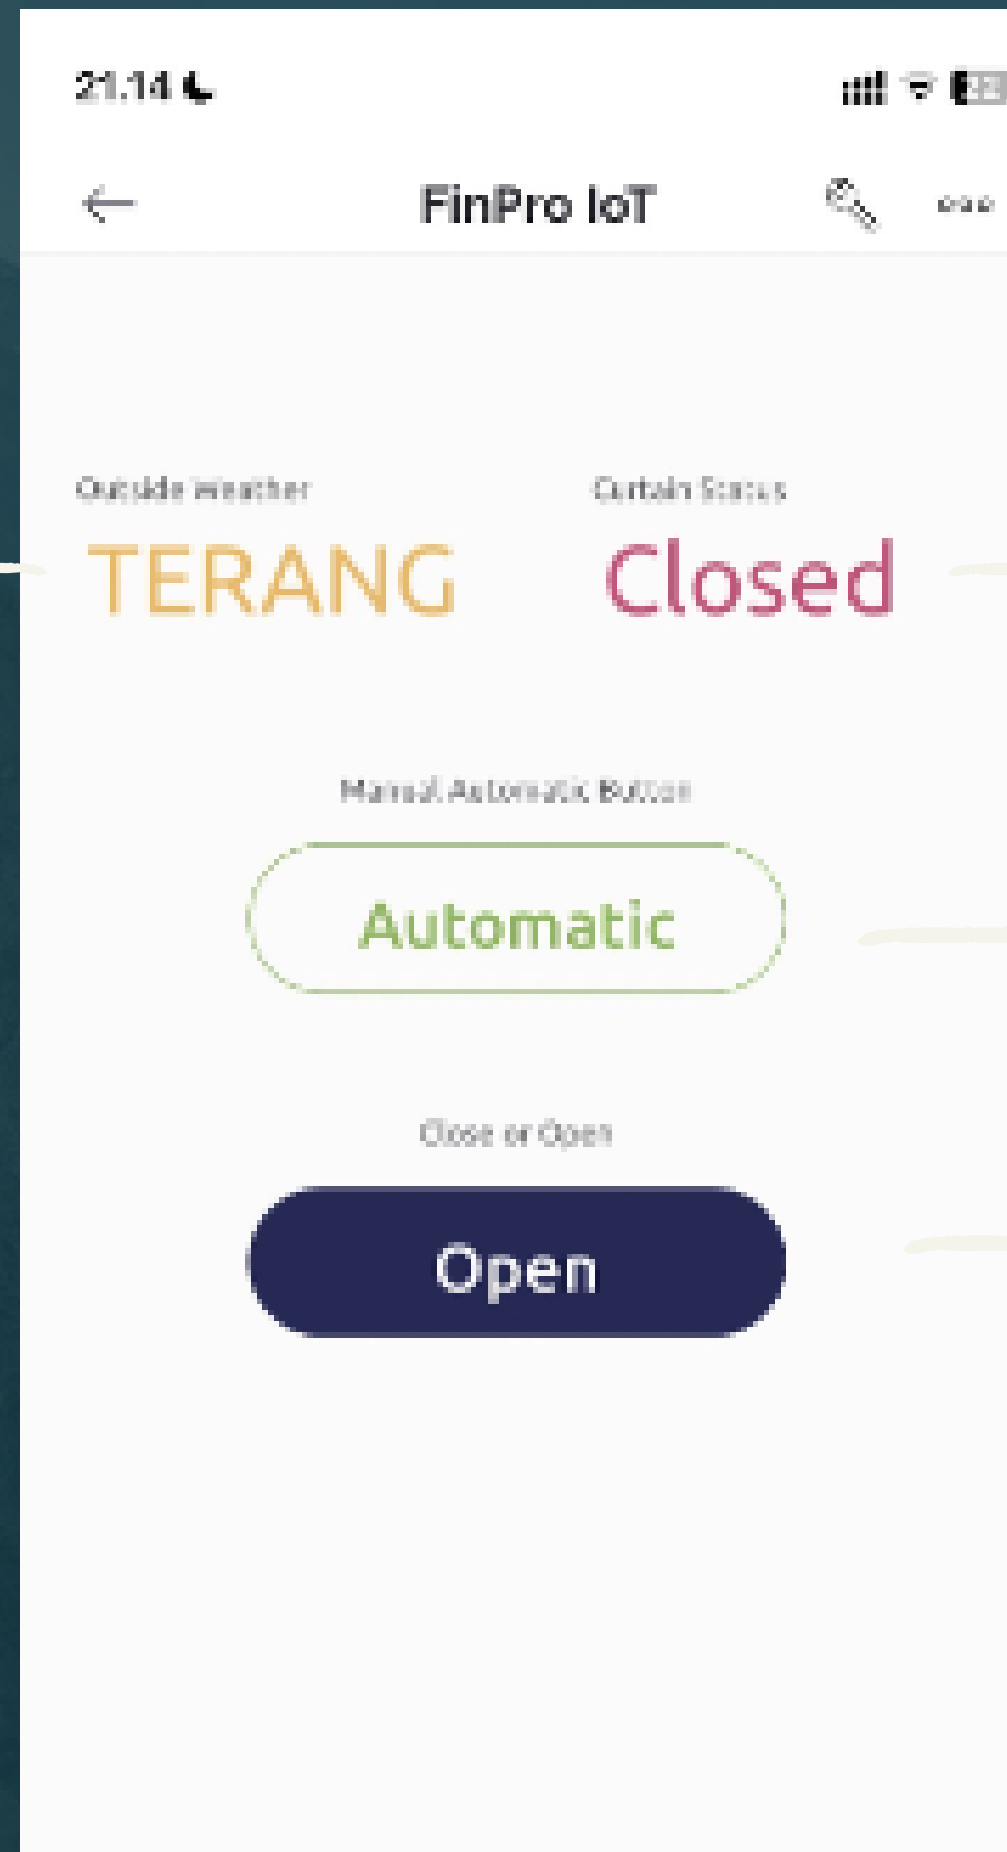 21.14
FinPro IoT
Outside Weather Curtain Status
TERANG Closed
Manual Automatic Button
Automatic
Close or Open
Open